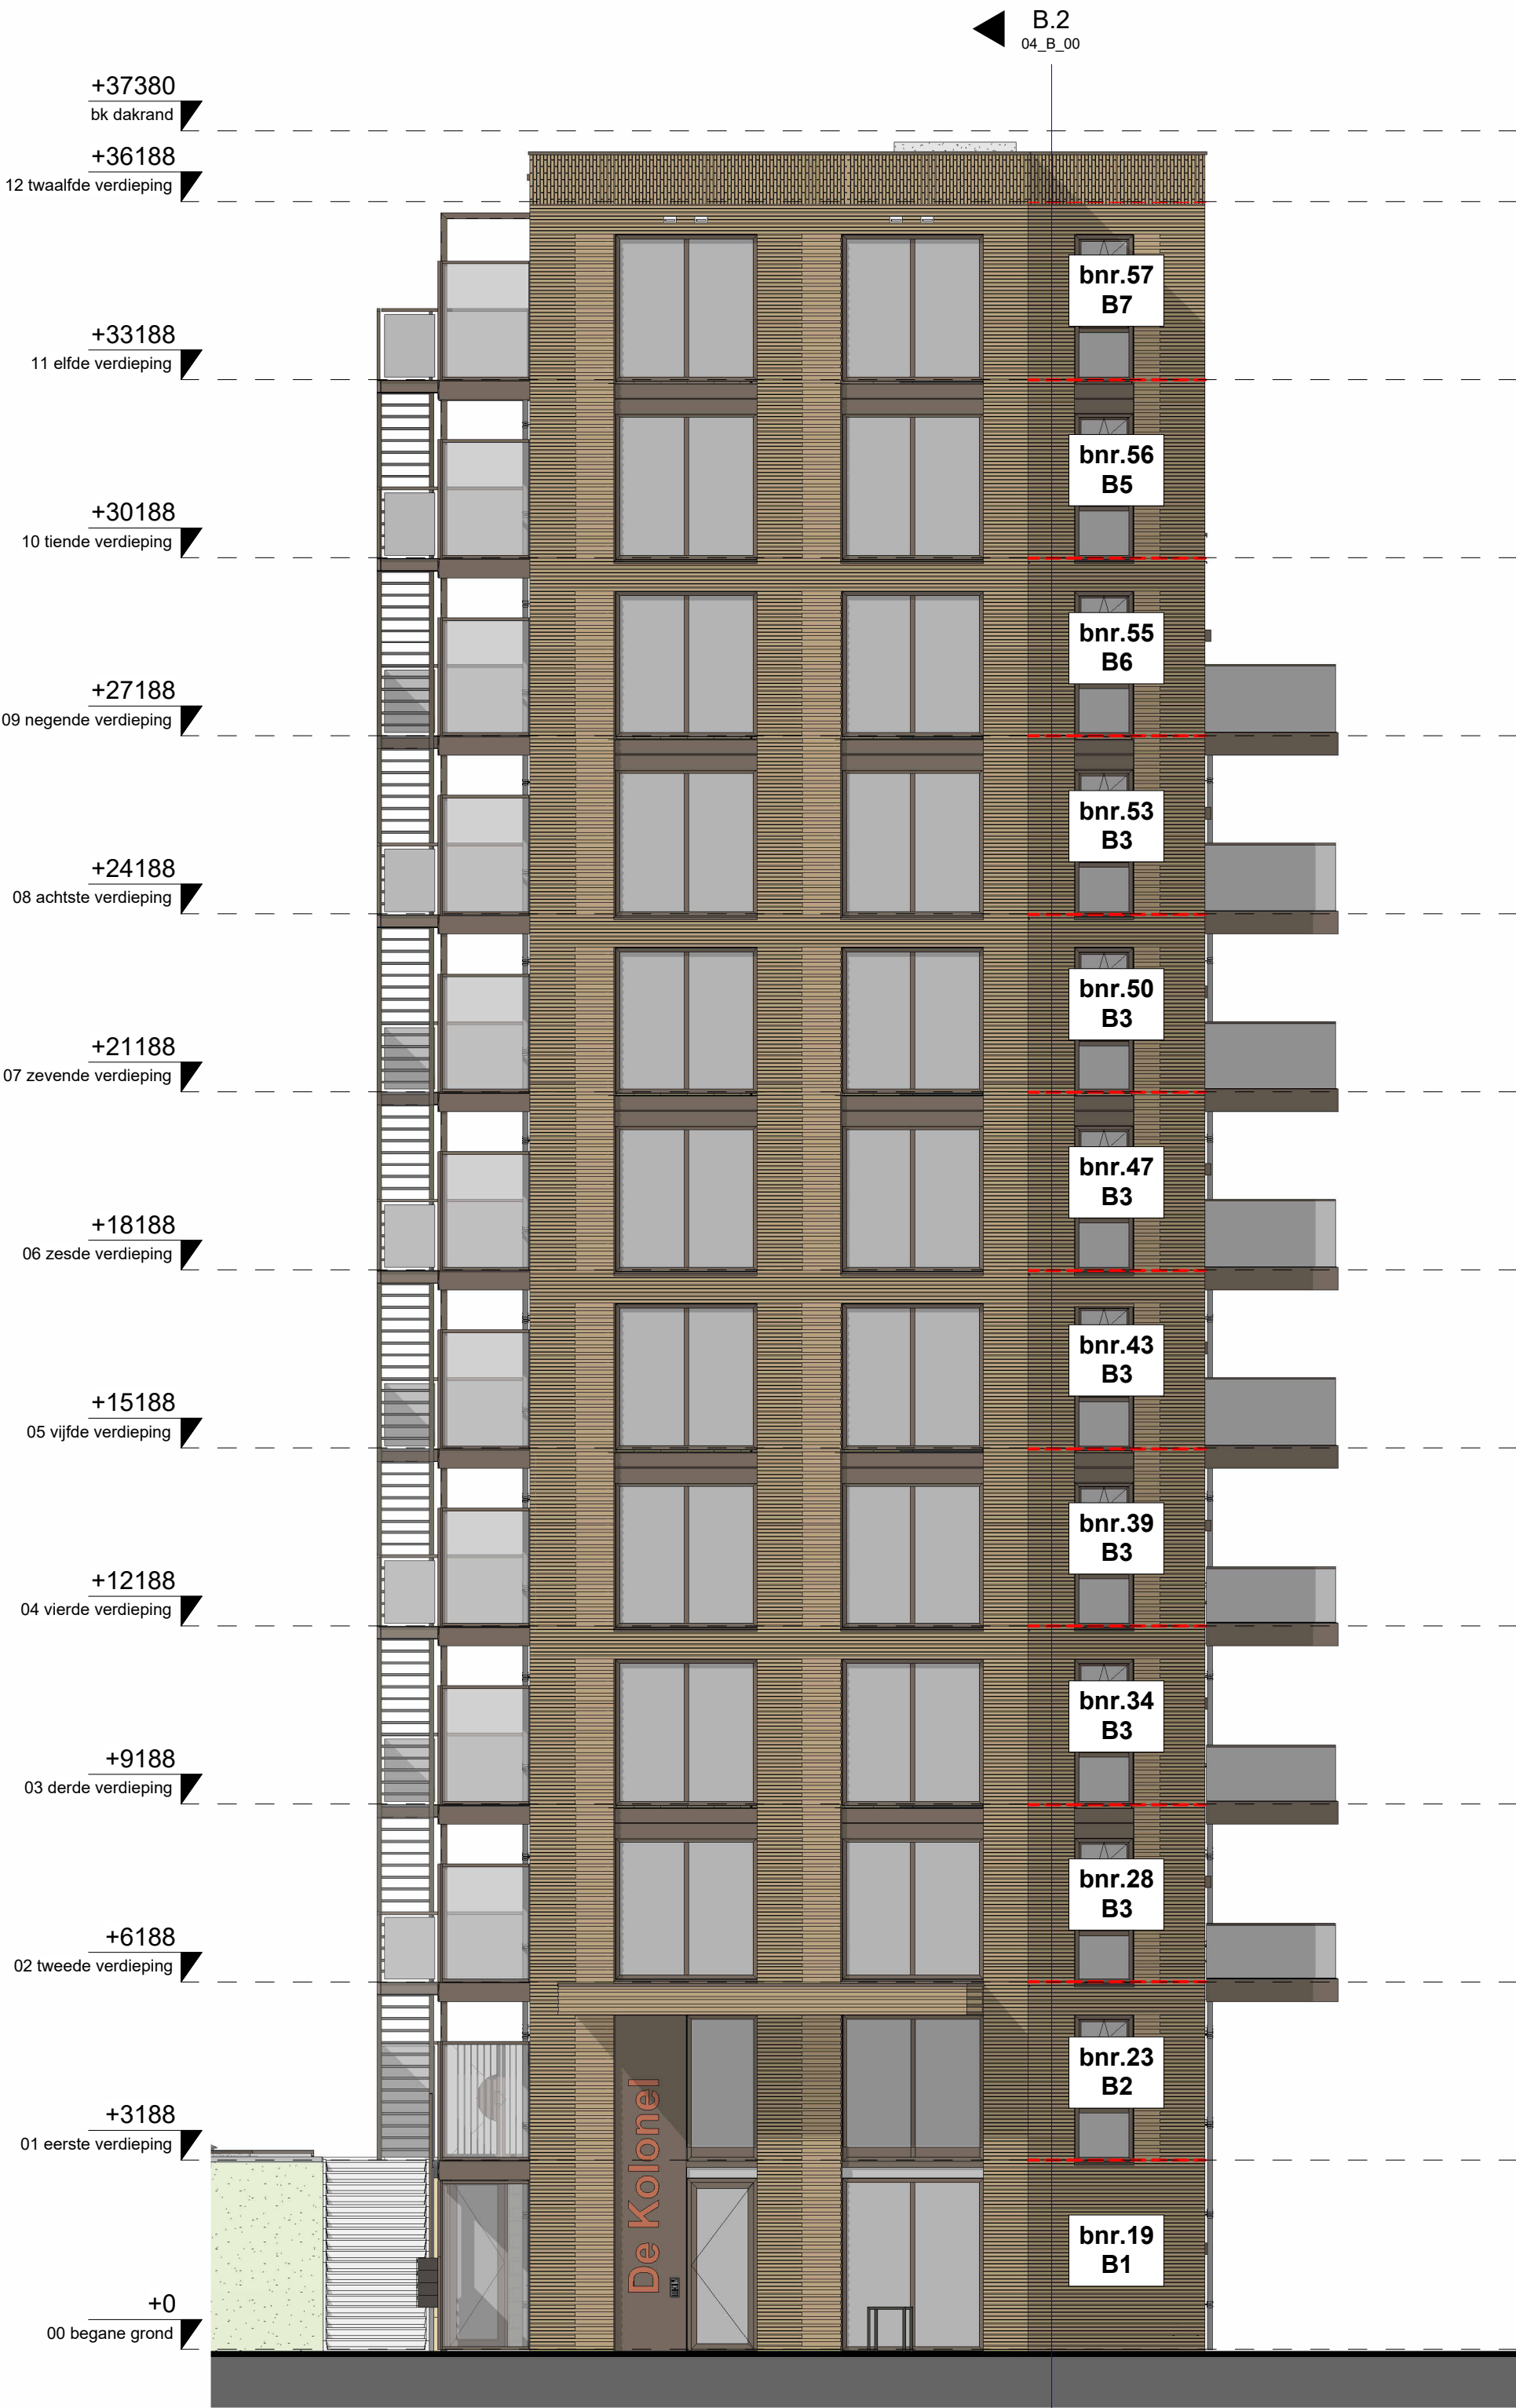 B.2
04_B_00
+37380
bk dakrand
+36188
12 twaalfde verdieping
bnr.57
B7
+33188
11 elfde verdieping
bnr.56
B5
+30188
10 tiende verdieping
bnr.55
B6
+27188
09 negende verdieping
bnr.53
B3
+24188
08 achtste verdieping
bnr.50
B3
+21188
07 zevende verdieping
bnr.47
B3
+18188
06 zesde verdieping
bnr.43
B3
+15188
05 vijfde verdieping
bnr.39
B3
+12188
04 vierde verdieping
bnr.34
B3
+9188
03 derde verdieping
bnr.28
B3
+6188
02 tweede verdieping
bnr.23
B2
+3188
01 eerste verdieping
De Kolonel
bnr.19
B1
+0
00 begane grond